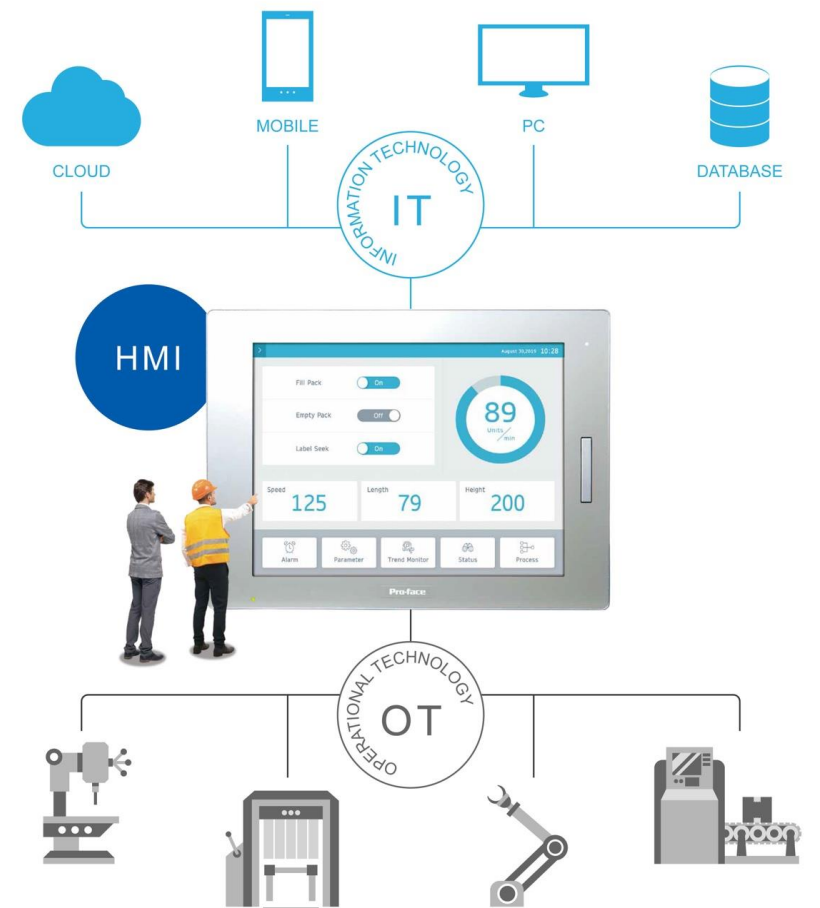 MOBILE
PC
CLOUD
DATABASE
INFORMATION TECHNOLOGY
IT
HMI
August 30,2019 10:28
Fill Pack On
Empty Pack Off
Label Seek On
89
Units/min
Speed
125
Length
79
Height
200
Alarm
Parameter
Trend Monitor
Status
Process
Pro-face
OPERATIONAL TECHNOLOGY
OT